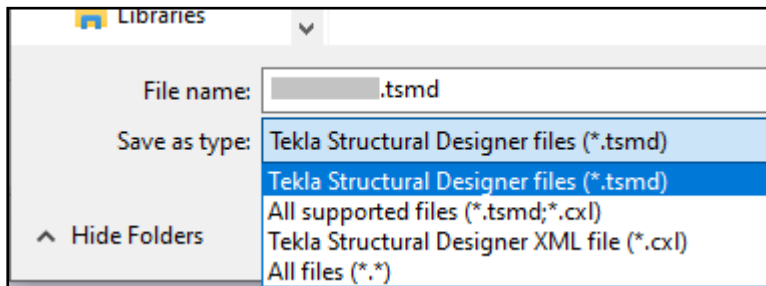 Libraries
File name: .tsmd
Save as type: Tekla Structural Designer files (*.tsmd)
Tekla Structural Designer files (*.tsmd)
All supported files (*.tsmd;*.cxl)
Hide Folders Tekla Structural Designer XML file (*.cxl)
All files (*.*)